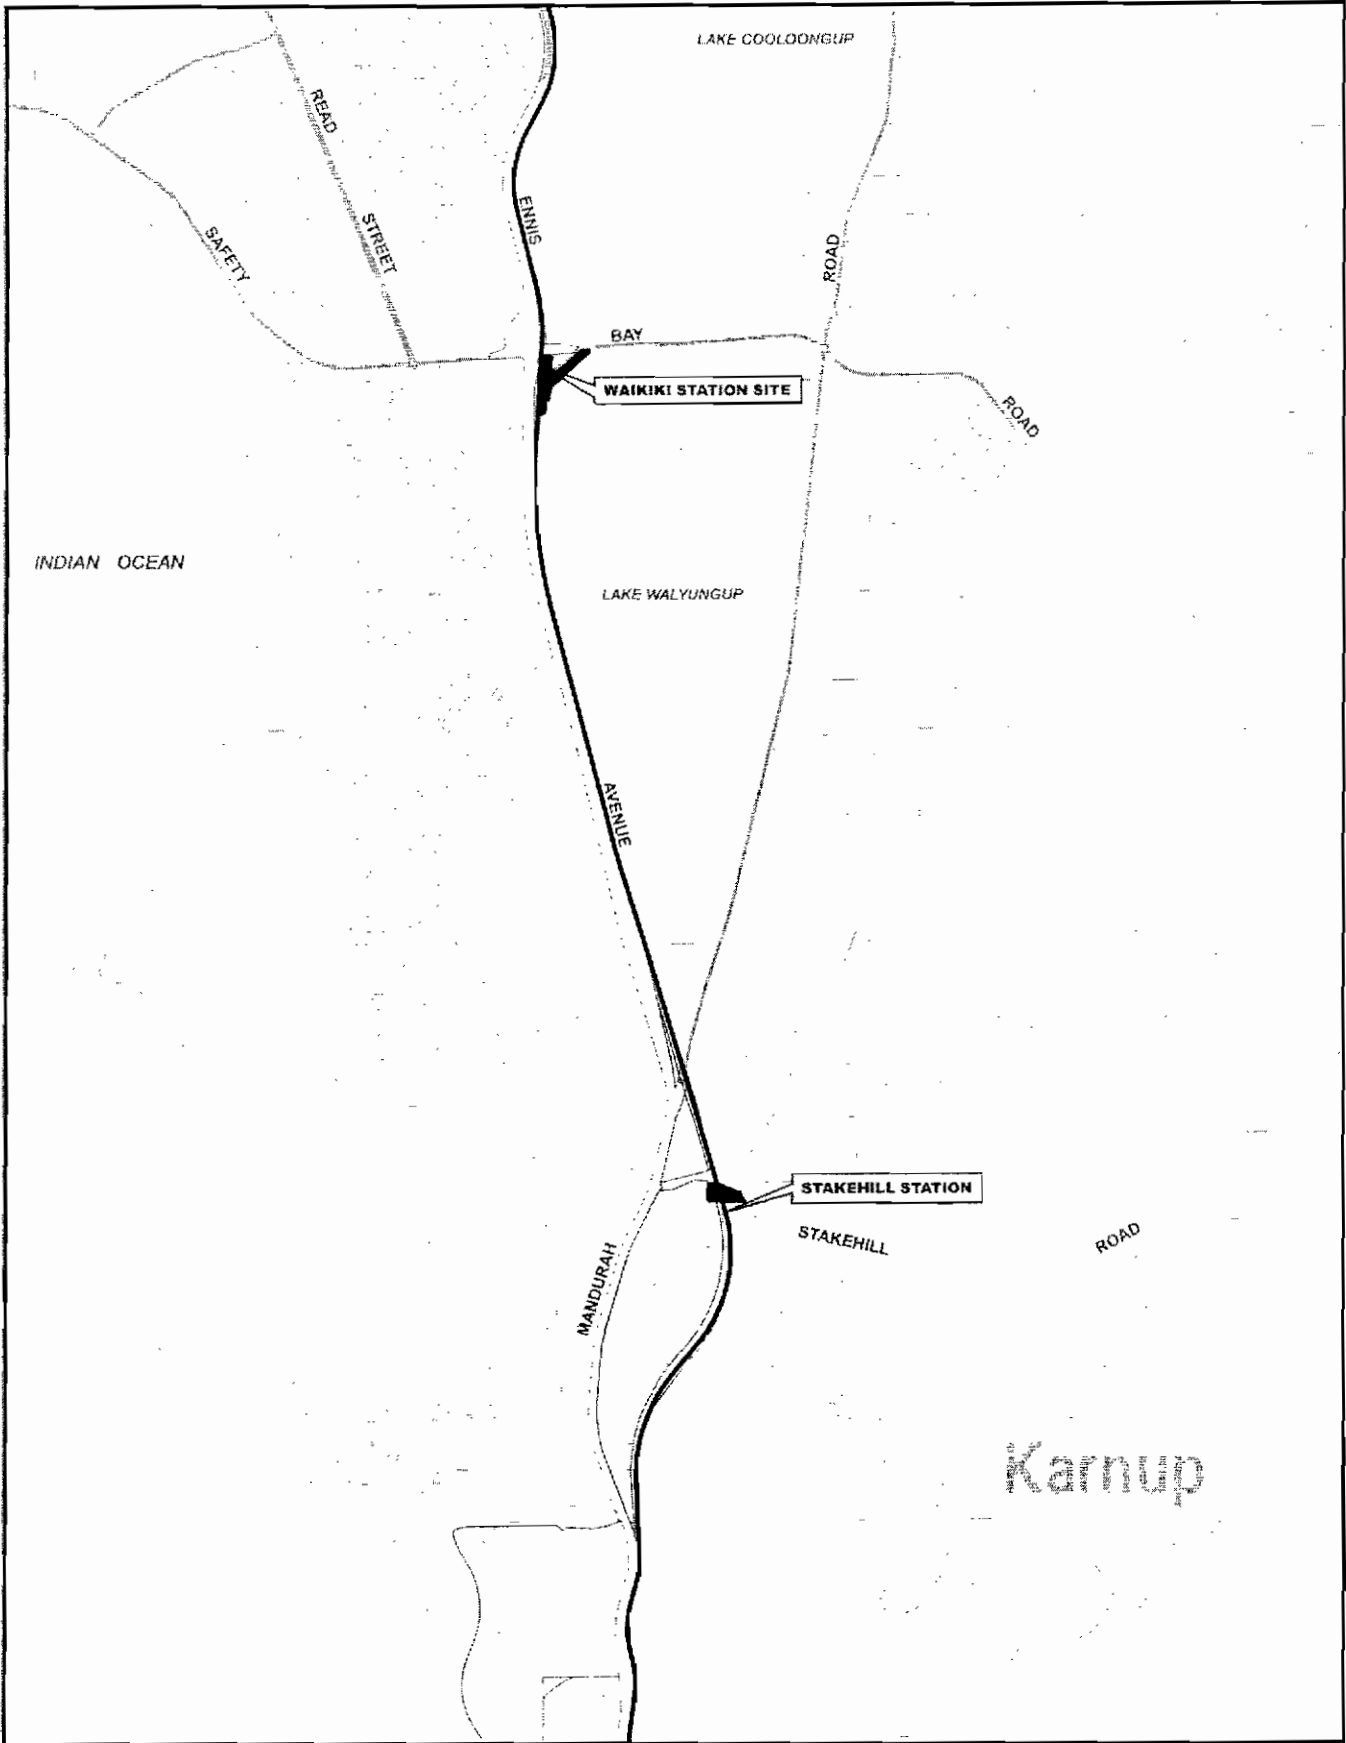 LAKE COOLOONGUP
READ
STREET
ENNIS
SAFETY
ROAD
BAY
WAIKIKI STATION SITE
ROAD
INDIAN OCEAN
LAKE WALYUNGUP
AVENUE
STAKEHILL STATION
STAKEHILL
ROAD
MANDURAH
Karnup